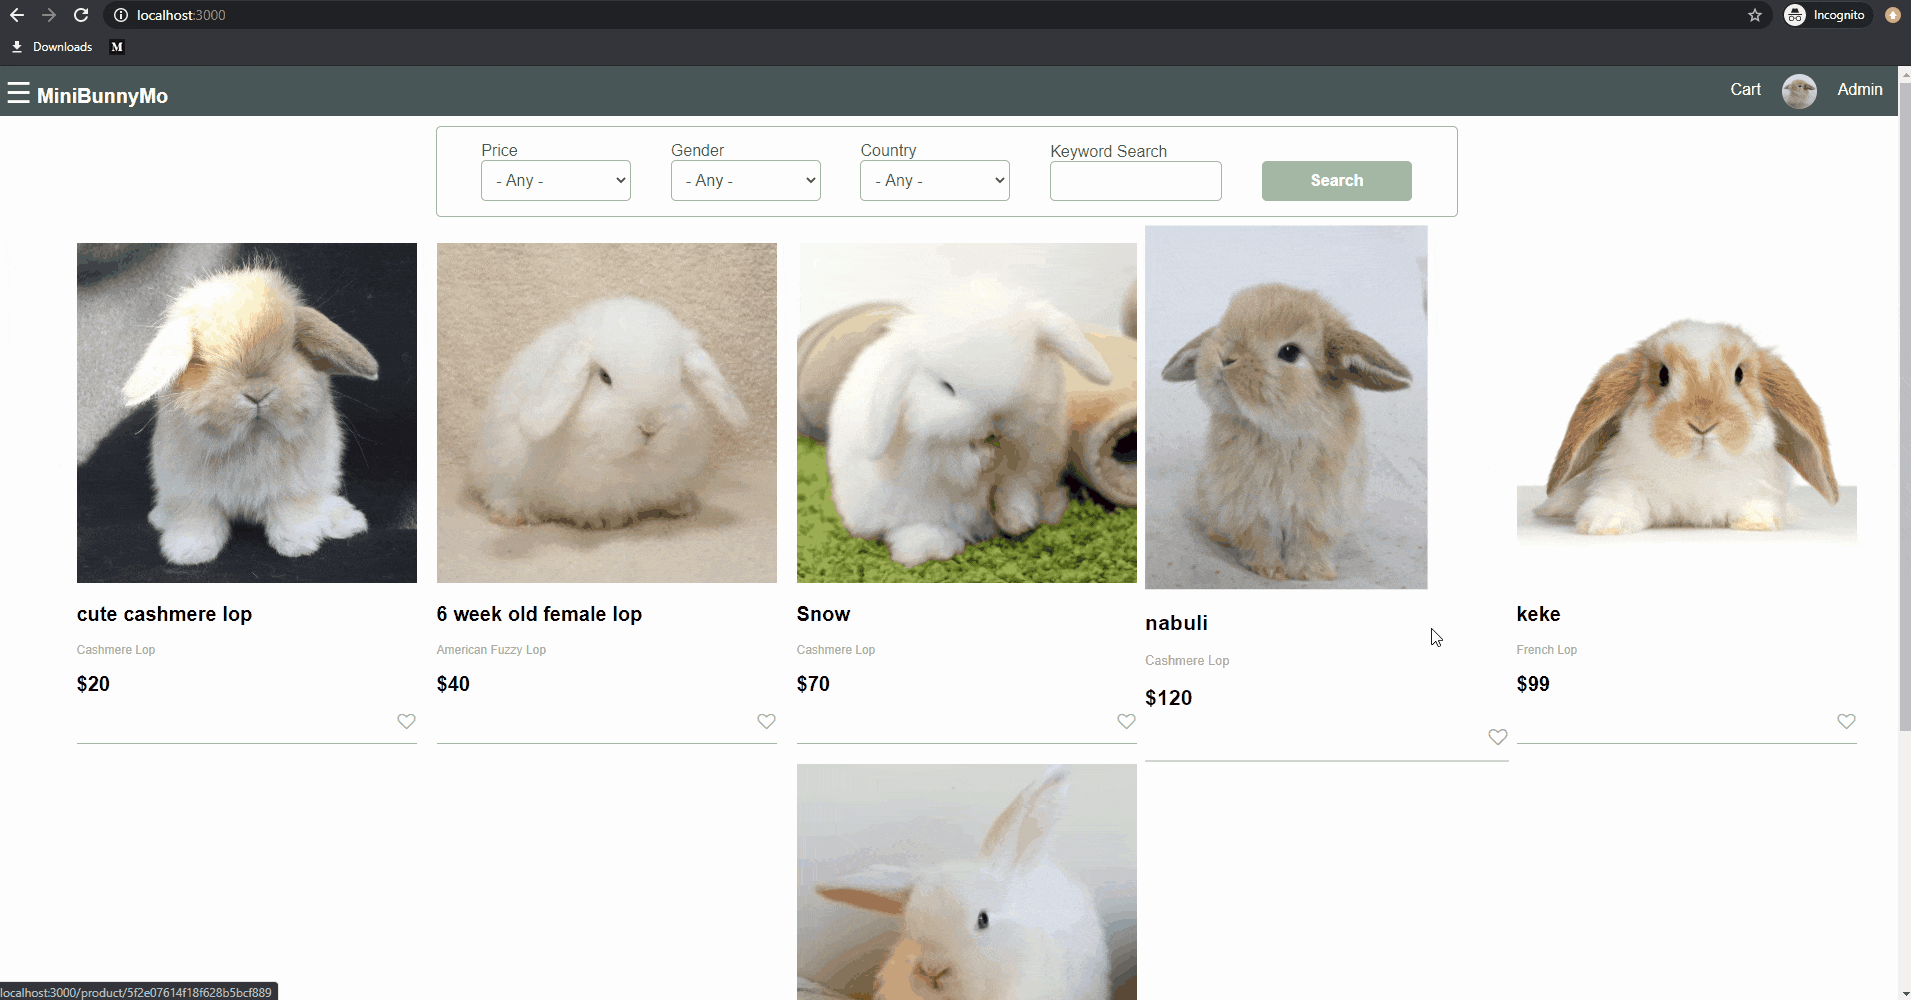 localhost:3000
Incognito
Downloads
M
☰ MiniBunnyMo
Cart
Admin
Price
Gender
Country
Keyword Search
- Any -
- Any -
- Any -
Search
cute cashmere lop
Cashmere Lop
$20
6 week old female lop
American Fuzzy Lop
$40
Snow
Cashmere Lop
$70
nabuli
Cashmere Lop
$120
keke
French Lop
$99
localhost:3000/product/5f2e07614f18f628b5bcf889